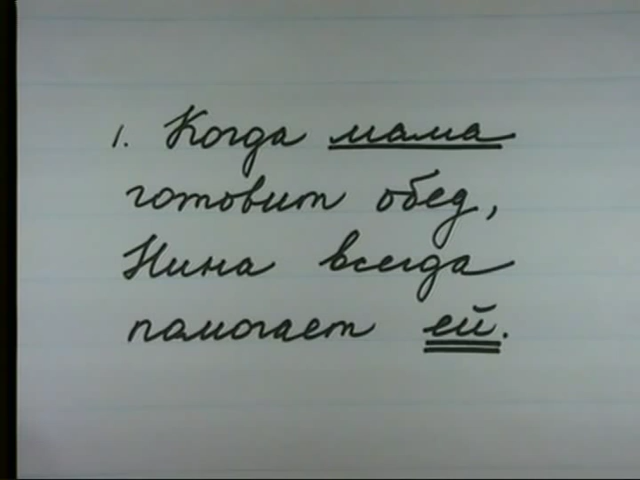 1. Когда мама
готовит обед,
Нина всегда
помогает ей.